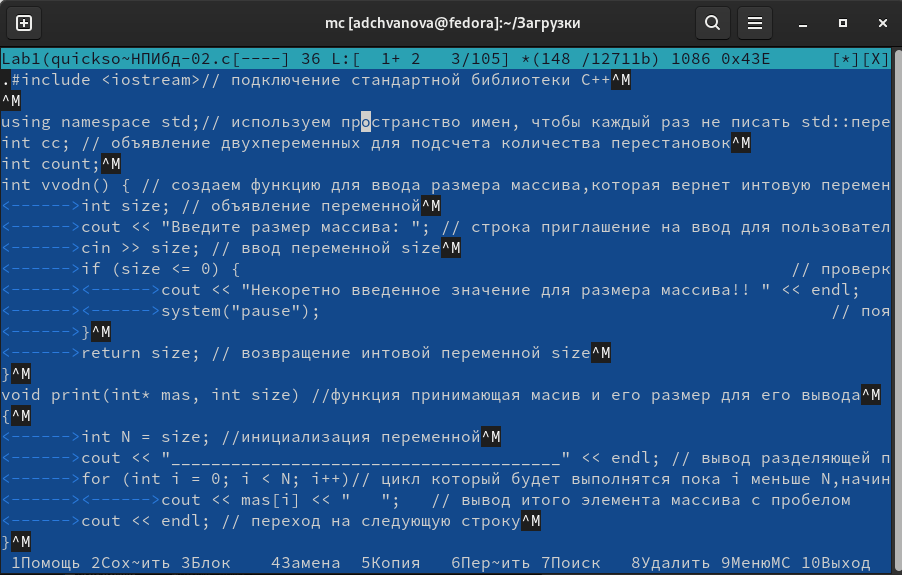 mc [adchvanova@fedora]:~/Загрузки
Lab1(quickso~НПИбд-02.c[----] 36 L:[  1+ 2   3/105] *(148 /12711b) 1086 0x43E      [*][X]
.#include <iostream>// подключение стандартной библиотеки C++^M
^M
using namespace std;// используем пространство имен, чтобы каждый раз не писать std::пере
int cc; // объявление двухпеременных для подсчета количества перестановок^M
int count;^M
int vvodn() { // создаем функцию для ввода размера массива,которая вернет интовую перемен
<------>int size; // объявление переменной^M
<------>cout << "Введите размер массива: "; // строка приглашение на ввод для пользовател
<------>cin >> size; // ввод переменной size^M
<------>if (size <= 0) {                                                       // проверк
<------><------>cout << "Некоретно введенное значение для размера массива!! " << endl;
<------><------>system("pause");                                                   // поя
<------>}^M
<------>return size; // возвращение интовой переменной size^M
}^M
void print(int* mas, int size) //функция принимающая масив и его размер для его вывода^M
{^M
<------>int N = size; //инициализация переменной^M
<------>cout << "_______________________________________" << endl; // вывод разделяющей п
<------>for (int i = 0; i < N; i++)// цикл который будет выполнятся пока i меньше N,начин
<------><------>cout << mas[i] << "   ";   // вывод итого элемента массива с пробелом
<------>cout << endl; // переход на следующую строку^M
}^M
1Помощь 2Сох~ить 3Блок    4Замена  5Копия   6Пер~ить 7Поиск   8Удалить 9МенюМС 10Выход